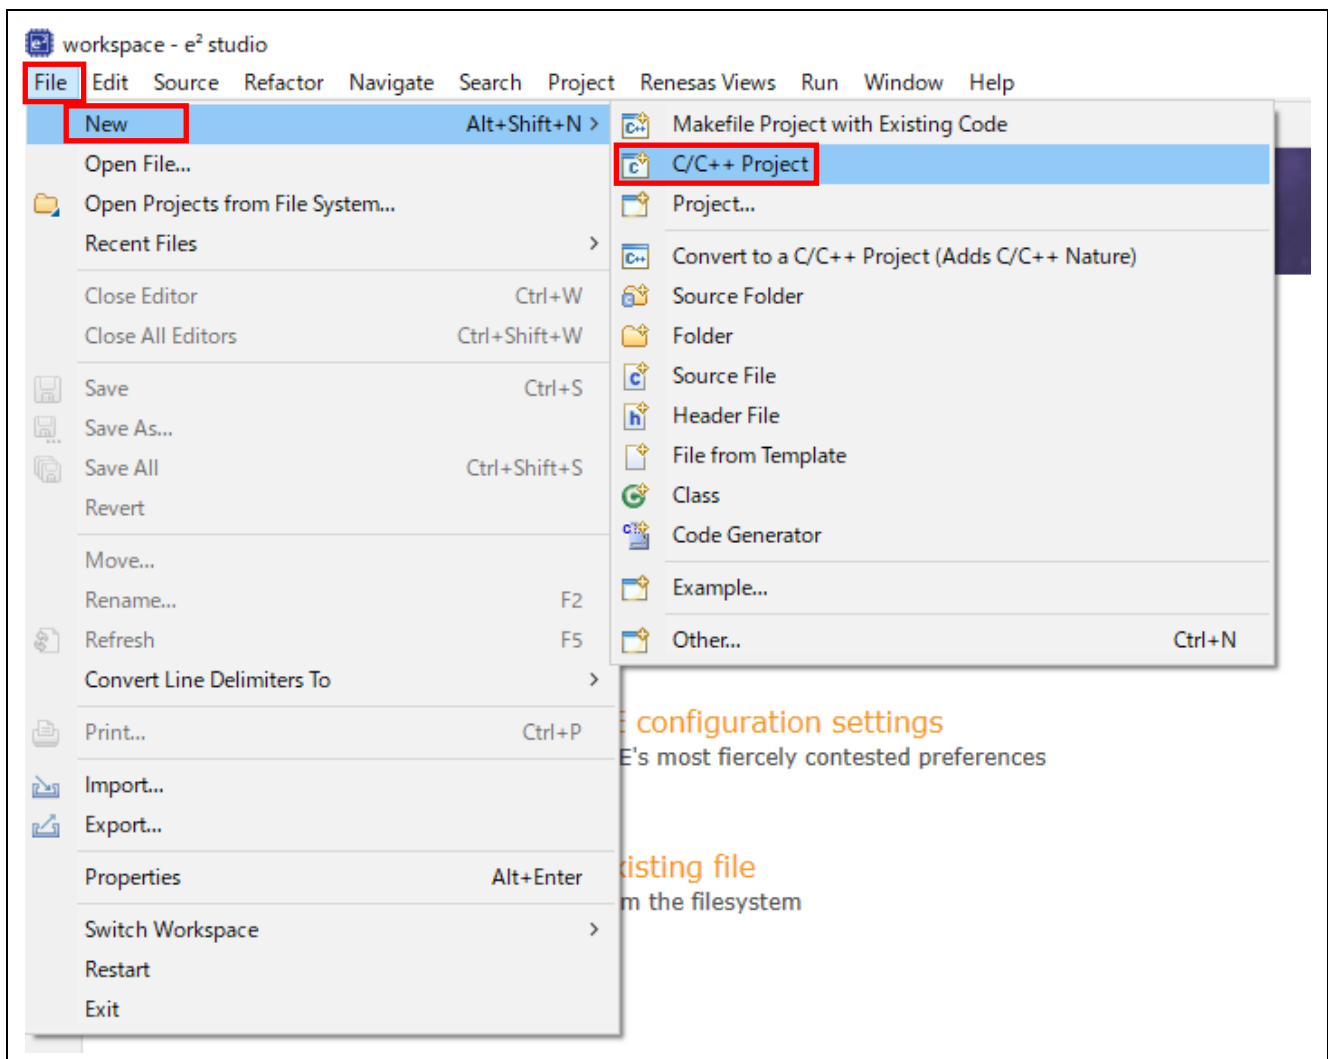 workspace - e² studio
File Edit Source Refactor Navigate Search Project Renesas Views Run Window Help
New Alt+Shift+N >
Open File...
Open Projects from File System...
Recent Files >
Close Editor Ctrl+W
Close All Editors Ctrl+Shift+W
Save Ctrl+S
Save As...
Save All Ctrl+Shift+S
Revert
Move...
Rename... F2
Refresh F5
Convert Line Delimiters To >
Print... Ctrl+P
Import...
Export...
Properties Alt+Enter
Switch Workspace >
Restart
Exit
Makefile Project with Existing Code
C/C++ Project
Project...
Convert to a C/C++ Project (Adds C/C++ Nature)
Source Folder
Folder
Source File
Header File
File from Template
Class
Code Generator
Example...
Other... Ctrl+N
configuration settings
E's most fiercely contested preferences
isting file
m the filesystem